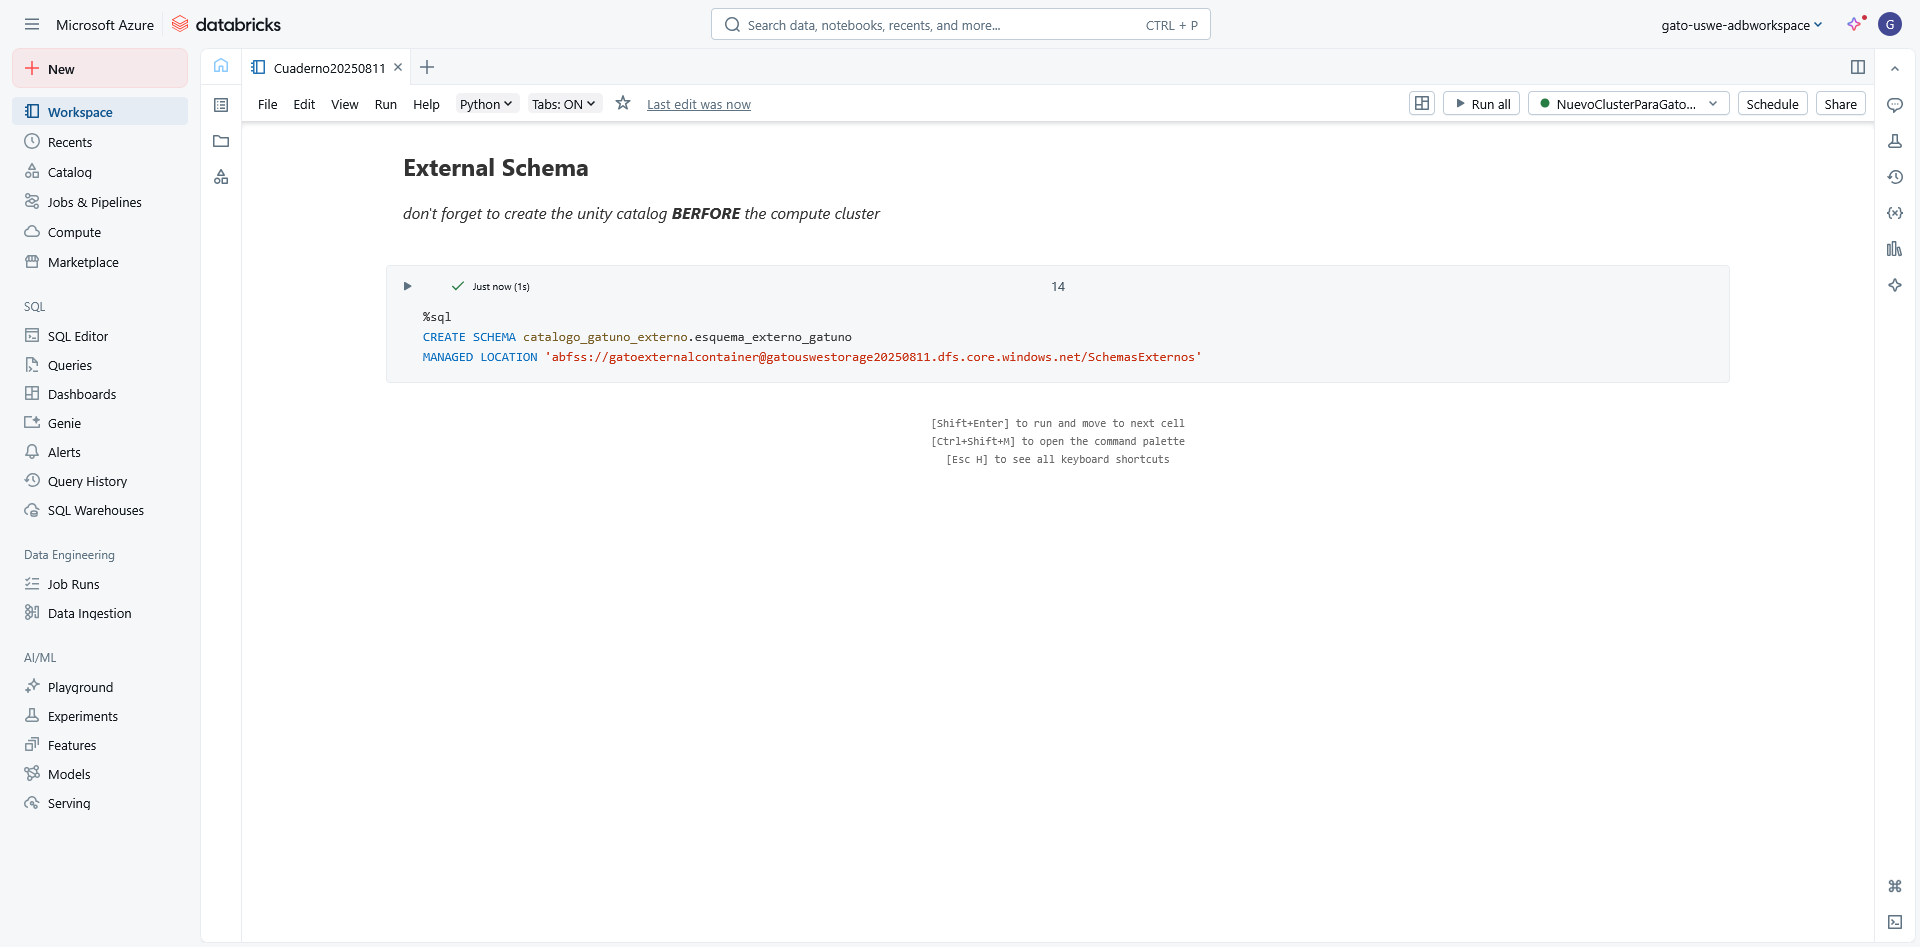 Microsoft Azure
databricks
Search data, notebooks, recents, and more...
CTRL + P
gato-uswe-adbworkspace
G
New
Workspace
Recents
Catalog
Jobs & Pipelines
Compute
Marketplace
SQL
SQL Editor
Queries
Dashboards
Genie
Alerts
Query History
SQL Warehouses
Data Engineering
Job Runs
Data Ingestion
AI/ML
Playground
Experiments
Features
Models
Serving
Cuaderno20250811
File Edit View Run Help Python Tabs: ON Last edit was now
Run all
NuevoClusterParaGato...
Schedule
Share
External Schema
don't forget to create the unity catalog BERFORE the compute cluster
Just now (1s)
14
%sql
CREATE SCHEMA catalogo_gatuno_externo.esquema_externo_gatuno
MANAGED LOCATION 'abfss://gatoexternalcontainer@gatouswestorage20250811.dfs.core.windows.net/SchemasExternos'
[Shift+Enter] to run and move to next cell
[Ctrl+Shift+M] to open the command palette
[Esc H] to see all keyboard shortcuts